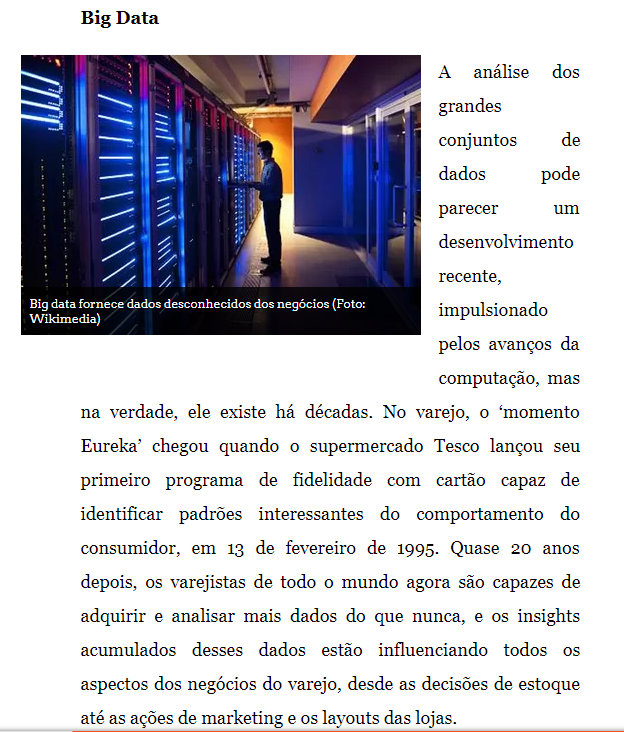 Big Data
A análise dos
grandes
conjuntos de
dados pode
parecer um
desenvolvimento
recente,
impulsionado
pelos avanços da
computação, mas
Big data fornece dados desconhecidos dos negócios (Foto:
Wikimedia)
na verdade, ele existe há décadas. No varejo, o ‘momento
Eureka’ chegou quando o supermercado Tesco lançou seu
primeiro programa de fidelidade com cartão capaz de
identificar padrões interessantes do comportamento do
consumidor, em 13 de fevereiro de 1995. Quase 20 anos
depois, os varejistas de todo o mundo agora são capazes de
adquirir e analisar mais dados do que nunca, e os insights
acumulados desses dados estão influenciando todos os
aspectos dos negócios do varejo, desde as decisões de estoque
até as ações de marketing e os layouts das lojas.